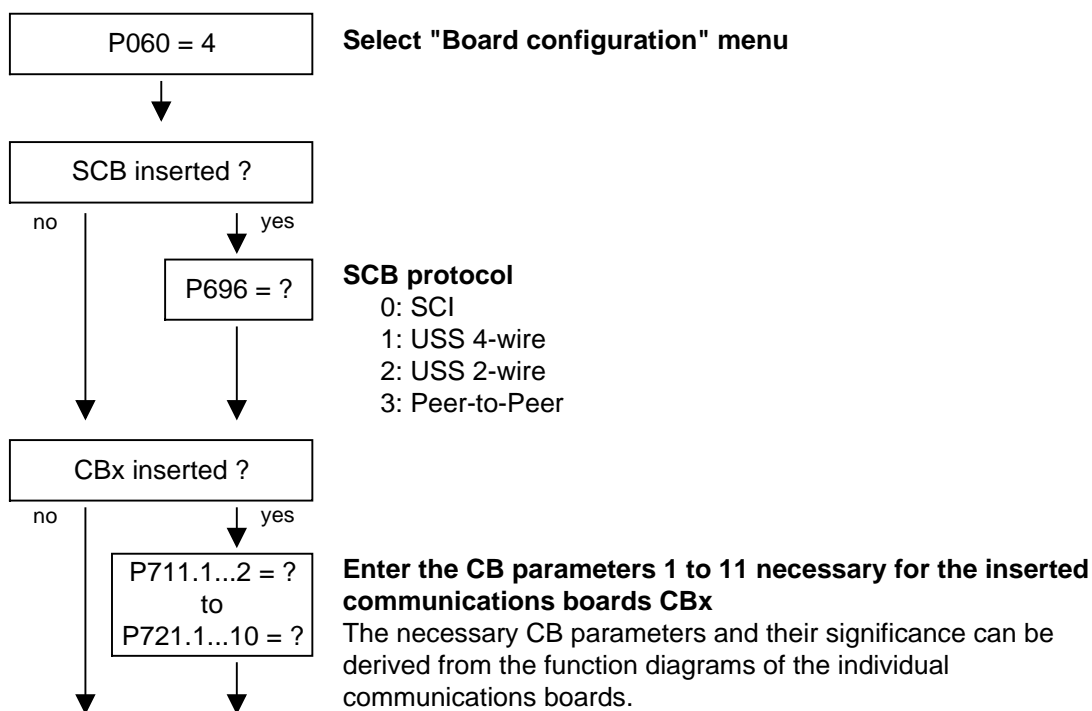 P060 = 4
Select "Board configuration" menu
SCB inserted ?
no
yes
P696 = ?
SCB protocol
0: SCI
1: USS 4-wire
2: USS 2-wire
3: Peer-to-Peer
CBx inserted ?
no
yes
P711.1...2 = ?
to
P721.1...10 = ?
Enter the CB parameters 1 to 11 necessary for the inserted
communications boards CBx
The necessary CB parameters and their significance can be
derived from the function diagrams of the individual
communications boards.